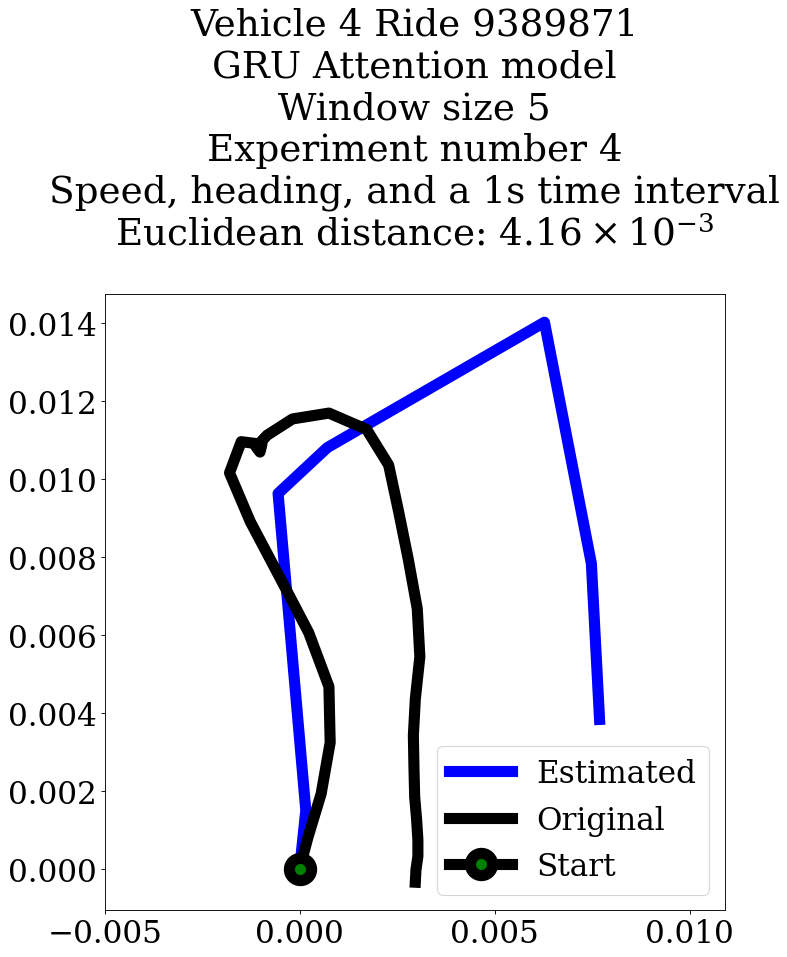 Vehicle 4 Ride 9389871
GRU Attention model
Window size 5
Experiment number 4
Speed, heading, and a 1s time interval
Euclidean distance: 4.16 × 10⁻³
0.014
0.012
0.010
0.008
0.006
0.004
0.002
0.000
Estimated
Original
Start
−0.005 0.000 0.005 0.010